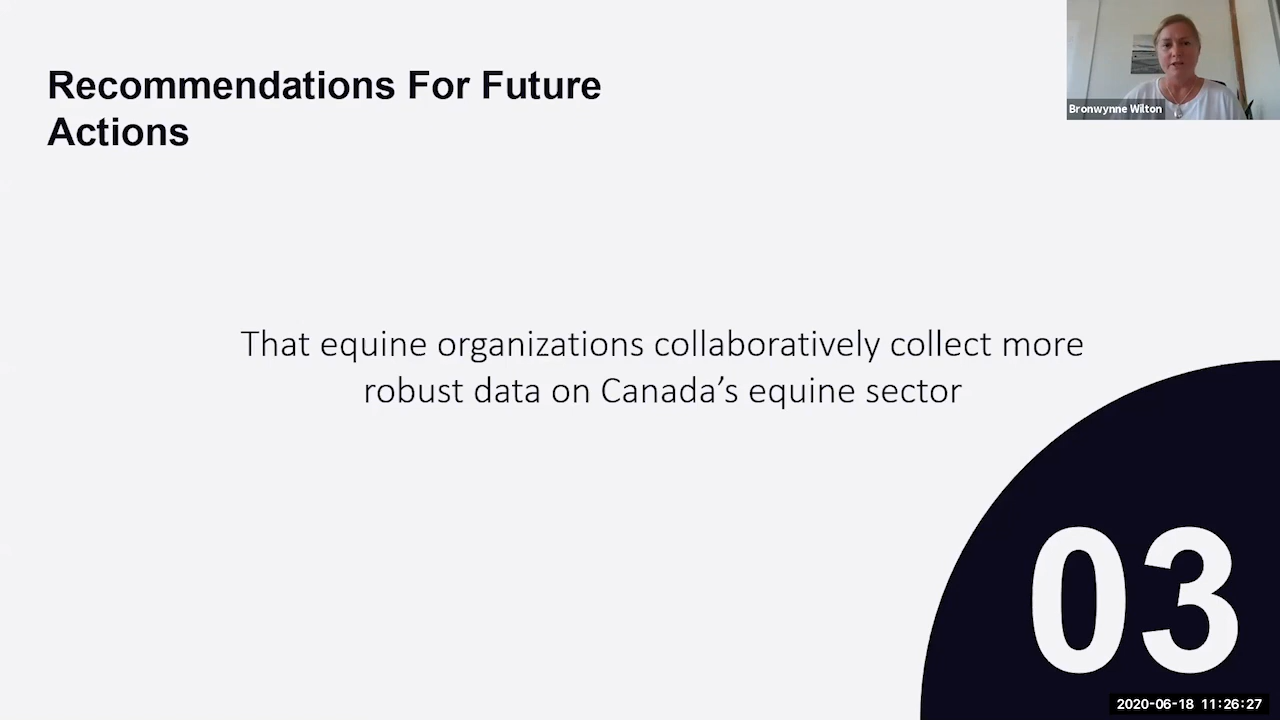 Recommendations For Future
Actions
Bronwynne Wilton
That equine organizations collaboratively collect more
robust data on Canada’s equine sector
03
2020-06-18 11:26:27